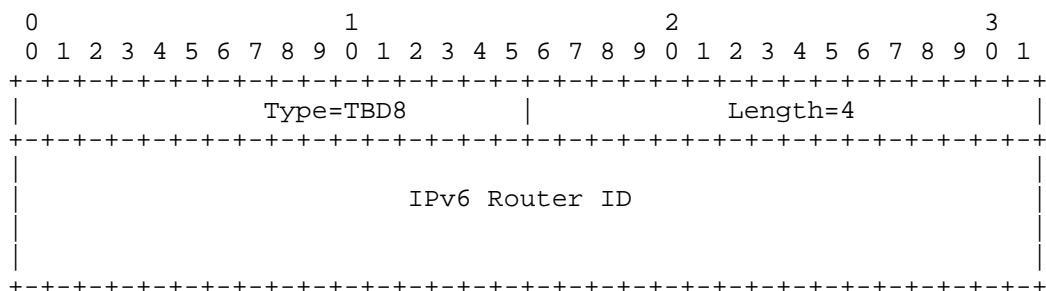 0                   1                   2                   3
 0 1 2 3 4 5 6 7 8 9 0 1 2 3 4 5 6 7 8 9 0 1 2 3 4 5 6 7 8 9 0 1
+-+-+-+-+-+-+-+-+-+-+-+-+-+-+-+-+-+-+-+-+-+-+-+-+-+-+-+-+-+-+-+-+
|               Type=TBD8       |            Length=4           |
+-+-+-+-+-+-+-+-+-+-+-+-+-+-+-+-+-+-+-+-+-+-+-+-+-+-+-+-+-+-+-+-+
|                                                               |
|                        IPv6 Router ID                         |
|                                                               |
|                                                               |
+-+-+-+-+-+-+-+-+-+-+-+-+-+-+-+-+-+-+-+-+-+-+-+-+-+-+-+-+-+-+-+-+